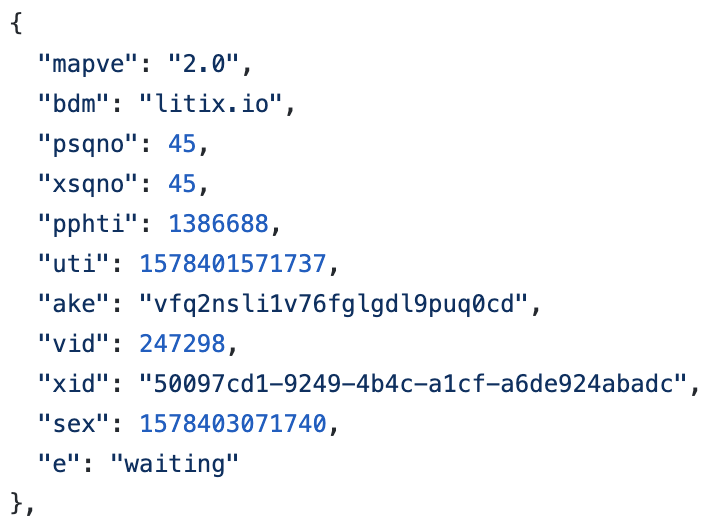 {
"mapve": "2.0",
"bdm": "litix.io",
"psqno": 45,
"xsqno": 45,
"pphti": 1386688,
"uti": 1578401571737,
"ake": "vfq2nsli1v76fglgdl9puq0cd",
"vid": 247298,
"xid": "50097cd1-9249-4b4c-a1cf-a6de924abadc",
"sex": 1578403071740,
"e": "waiting"
},